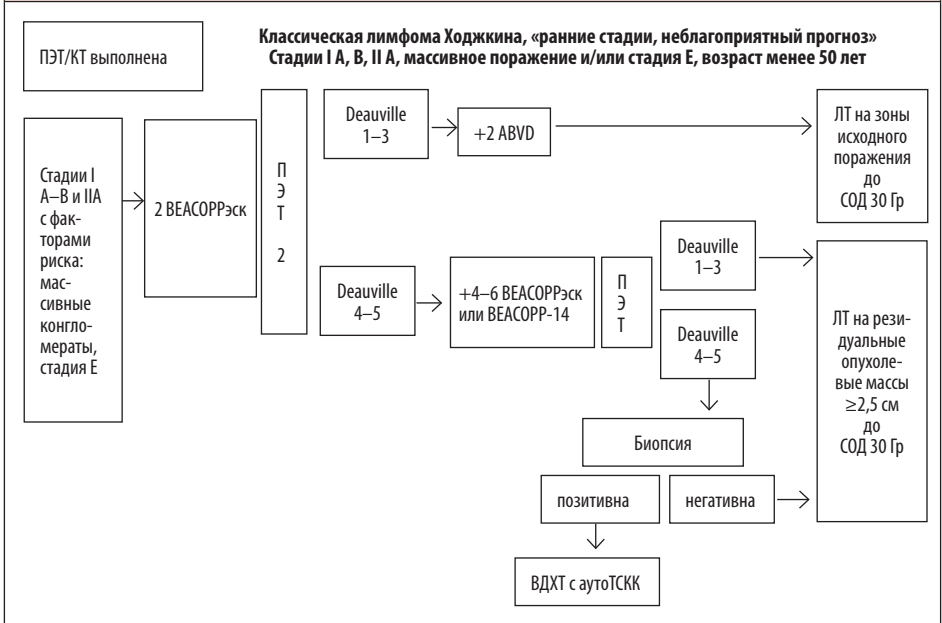 ПЭТ/КТ выполнена
Классическая лимфома Ходжкина, «ранние стадии, неблагоприятный прогноз»
Стадии I А, В, II А, массивное поражение и/или стадия Е, возраст менее 50 лет
Стадии I
А–В и IIА
с фак-
торами
риска:
мас-
сивные
конгло-
мераты,
стадия Е
2 BEACOPPэск
П
Э
Т
2
Deauville
1–3
+2 ABVD
ЛТ на зоны
исходного
поражения
до
СОД 30 Гр
Deauville
4–5
+4–6 BEACOPPэск
или BEACOPP-14
П
Э
Т
Deauville
1–3
Deauville
4–5
ЛТ на рези-
дуальные
опухоле-
вые массы
≥2,5 см
до
СОД 30 Гр
Биопсия
позитивна
негативна
ВДХТ с аутоТСКК